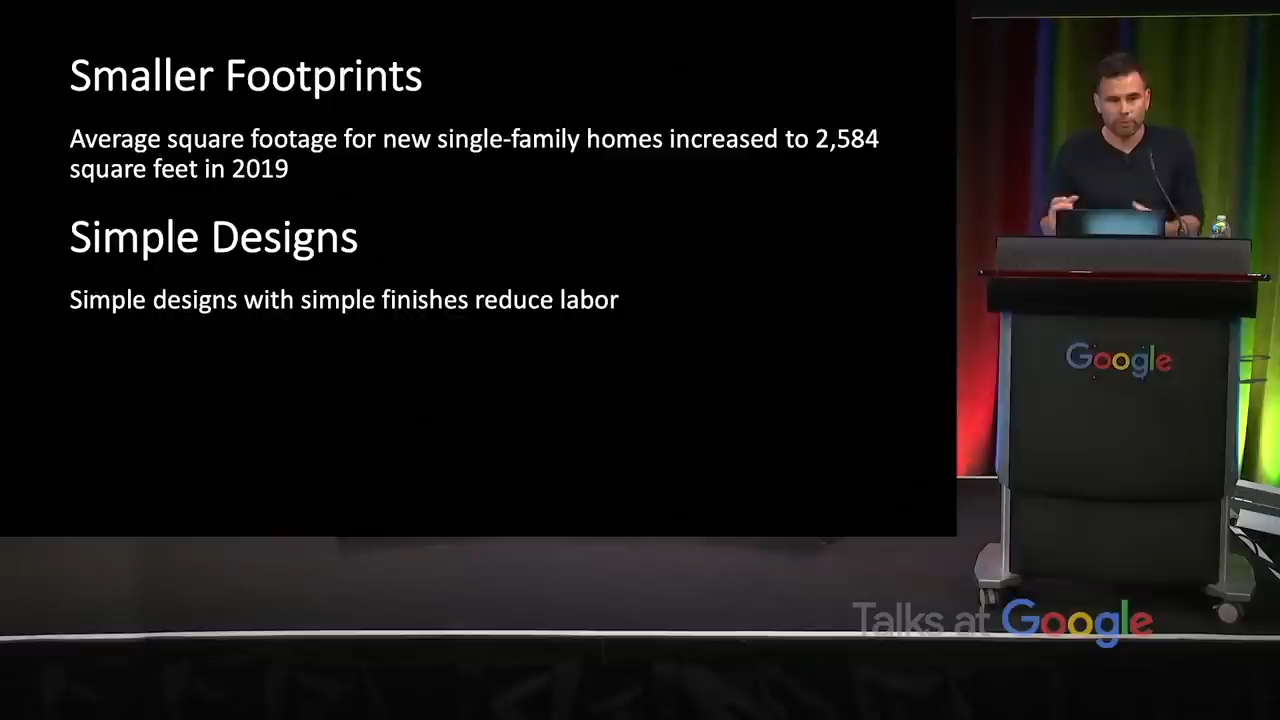 Smaller Footprints
Average square footage for new single-family homes increased to 2,584
square feet in 2019
Simple Designs
Simple designs with simple finishes reduce labor
Google
Talks at Google